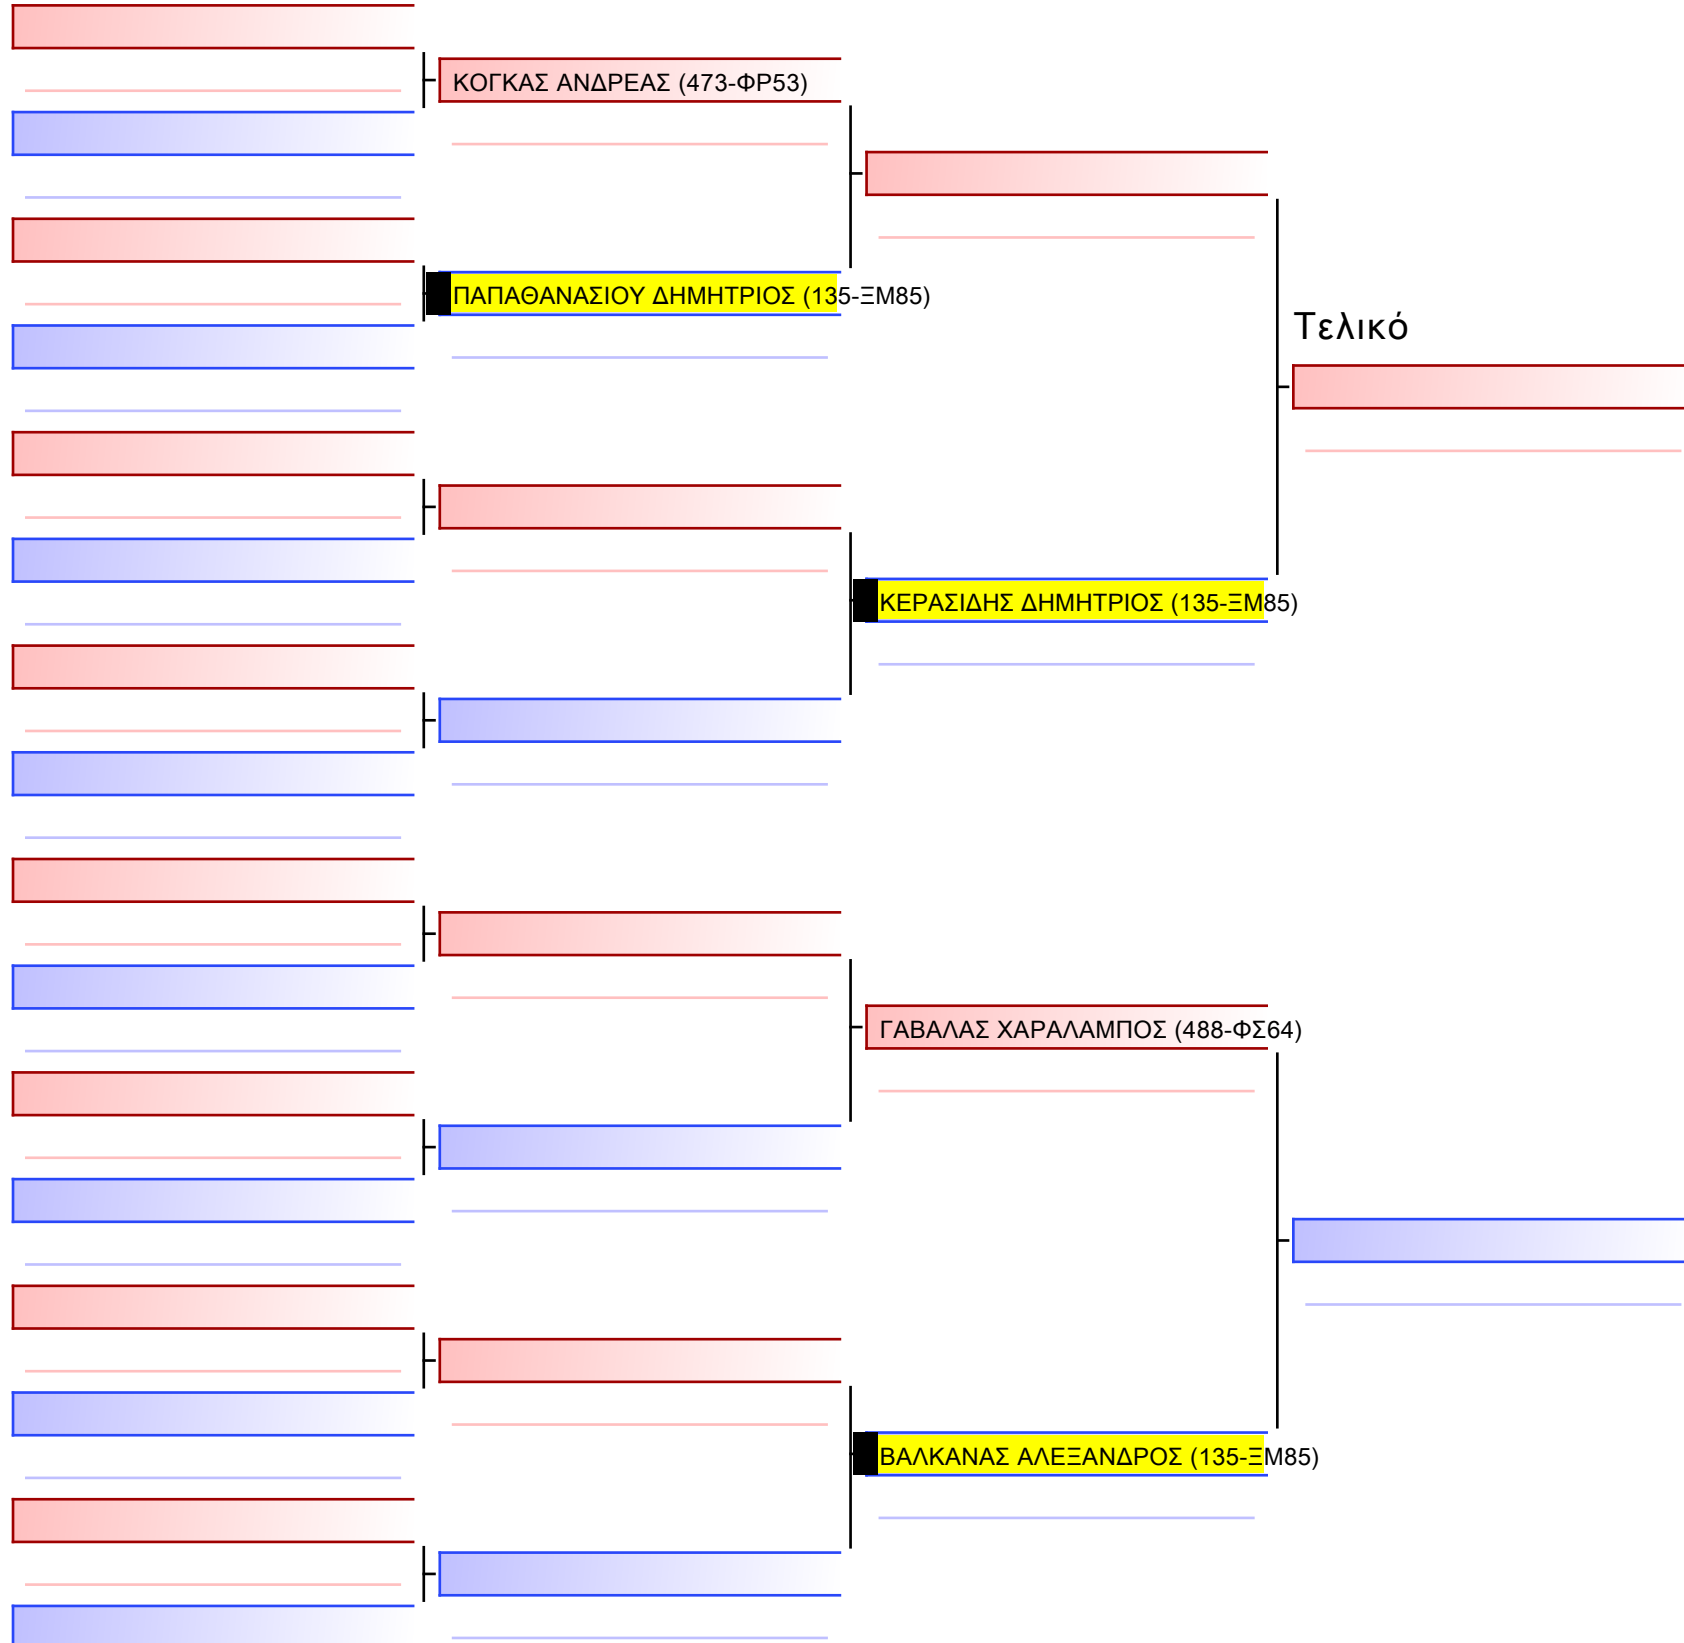 ΚΟΓΚΑΣ ΑΝΔΡΕΑΣ (473-ΦΡ53)
ΠΑΠΑΘΑΝΑΣΙΟΥ ΔΗΜΗΤΡΙΟΣ (135-ΞΜ85)
Τελικό
ΚΕΡΑΣΙΔΗΣ ΔΗΜΗΤΡΙΟΣ (135-ΞΜ85)
ΓΑΒΑΛΑΣ ΧΑΡΑΛΑΜΠΟΣ (488-ΦΣ64)
ΒΑΛΚΑΝΑΣ ΑΛΕΞΑΝΔΡΟΣ (135-ΞΜ85)